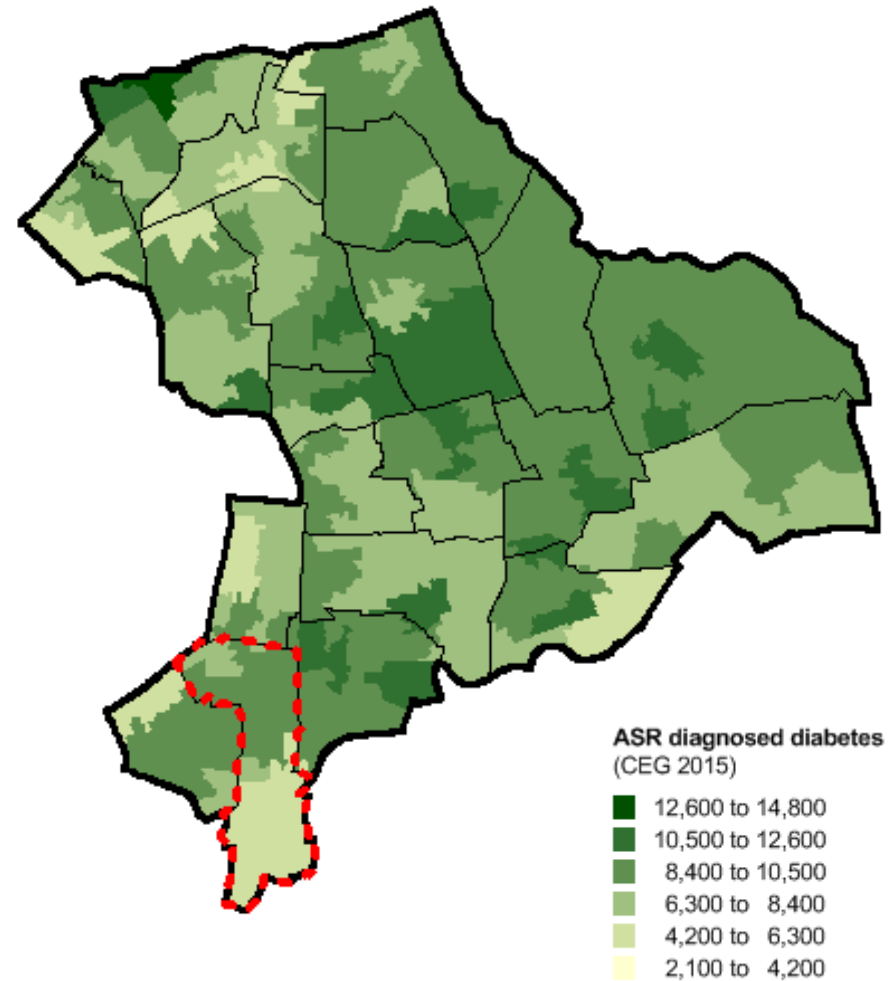 ASR diagnosed diabetes
(CEG 2015)
12,600 to 14,800
10,500 to 12,600
8,400 to 10,500
6,300 to 8,400
4,200 to 6,300
2,100 to 4,200